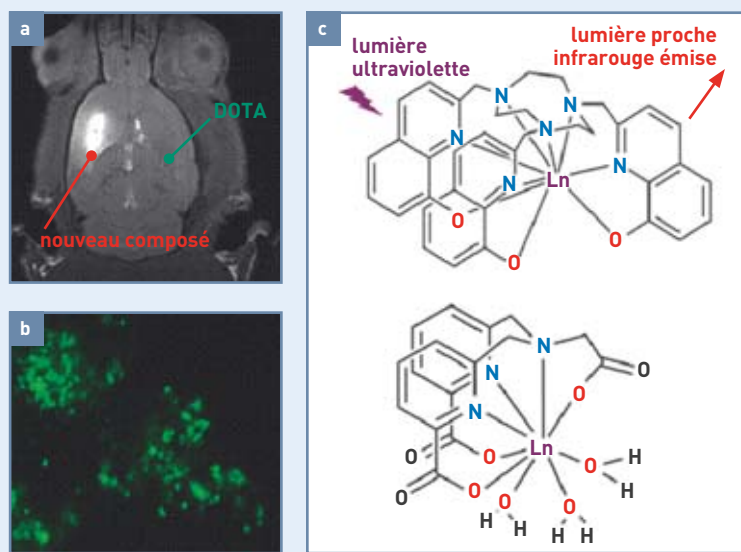 a
DOTA
nouveau composé
b
c
lumière
ultraviolette
lumière proche
infrarouge émise
N
N
N
N
N
N
Ln
O
O
O
N
N
N
O
O
Ln
O
O
O
O
H
H
O
O
H
H
H
H